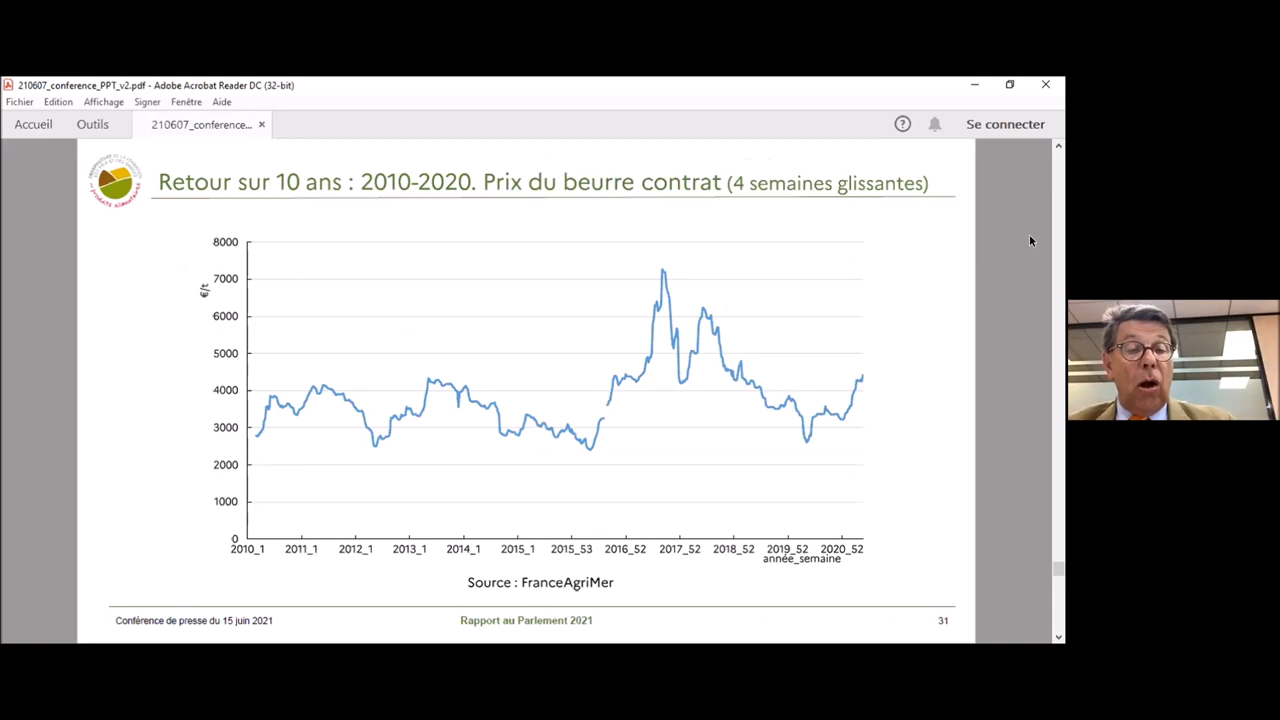 210607_conference_PPT_v2.pdf - Adobe Acrobat Reader DC (32-bit)
Fichier Edition Affichage Signer Fenêtre Aide
Accueil Outils 210607_conference... × Se connecter
produits alimentaires
Retour sur 10 ans : 2010-2020. Prix du beurre contrat (4 semaines glissantes)
8000
€/t
7000
6000
5000
4000
3000
2000
1000
0
2010_1 2011_1 2012_1 2013_1 2014_1 2015_1 2015_53 2016_52 2017_52 2018_52 2019_52 2020_52
année_semaine
Source : FranceAgriMer
Conférence de presse du 15 juin 2021 Rapport au Parlement 2021 31